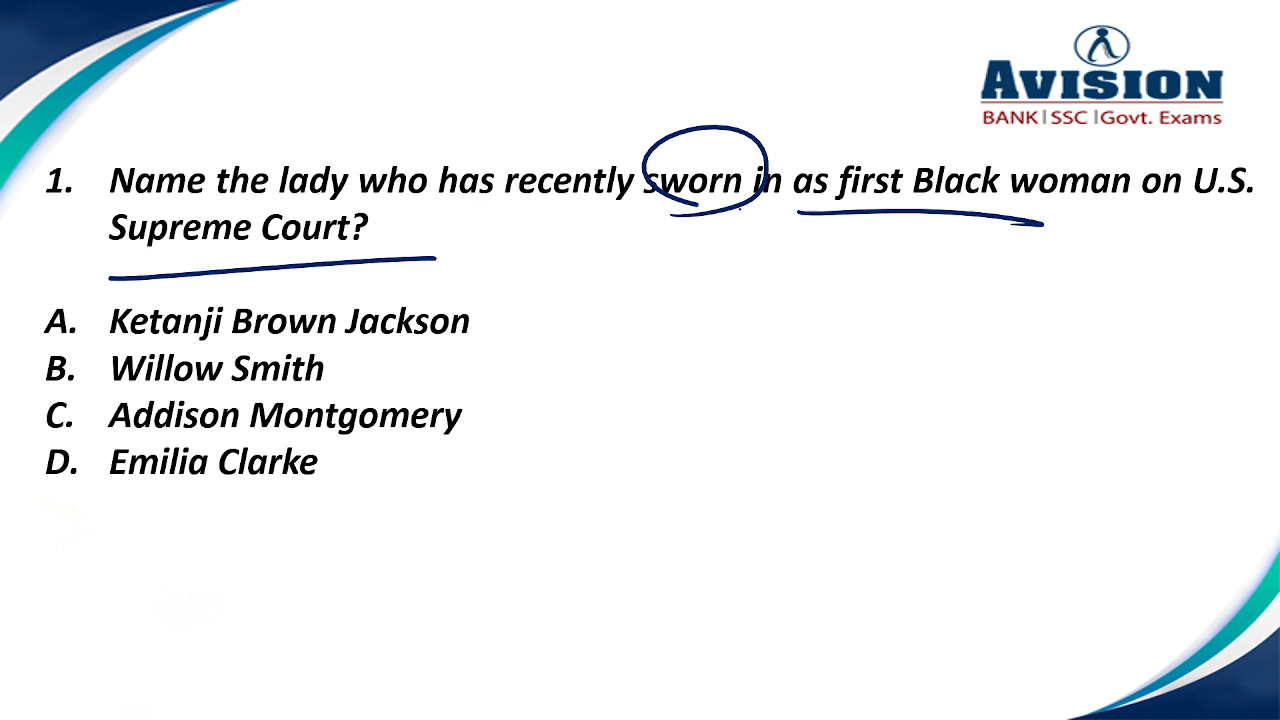 AVISION
BANK | SSC | Govt. Exams
1. Name the lady who has recently sworn in as first Black woman on U.S.
Supreme Court?
A. Ketanji Brown Jackson
B. Willow Smith
C. Addison Montgomery
D. Emilia Clarke